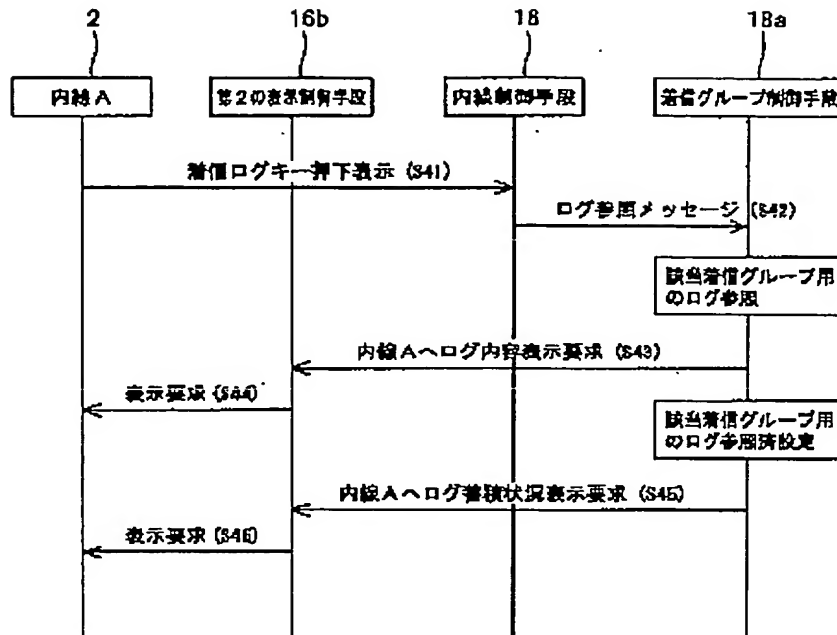 2
16b
18
18a
内線A
第2の表示制御手段
内線制御手段
着信グループ制御手段
着信ログキー押下表示 (S41)
ログ参照メッセージ (S42)
該当着信グループ用
のログ参照
内線Aへログ内容表示要求 (S43)
表示要求 (S44)
該当着信グループ用
のログ参照済設定
内線Aへログ蓄積状況表示要求 (S45)
表示要求 (S46)